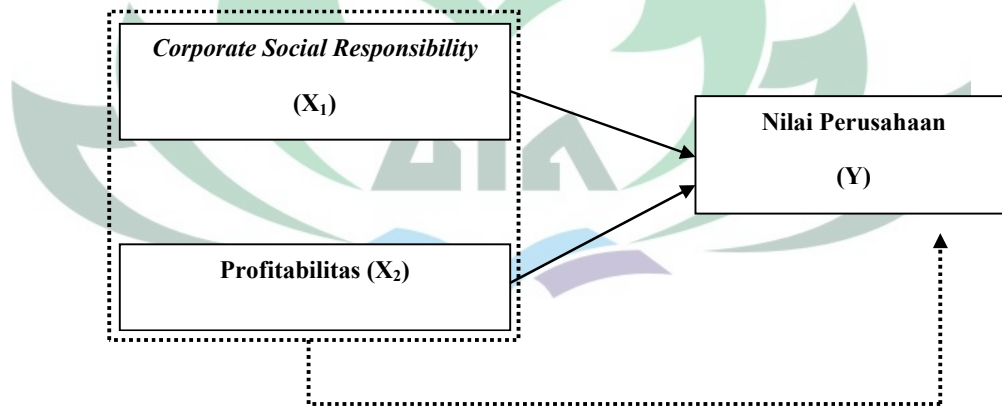 Corporate Social Responsibility
(X₁)
Nilai Perusahaan
(Y)
Profitabilitas (X₂)